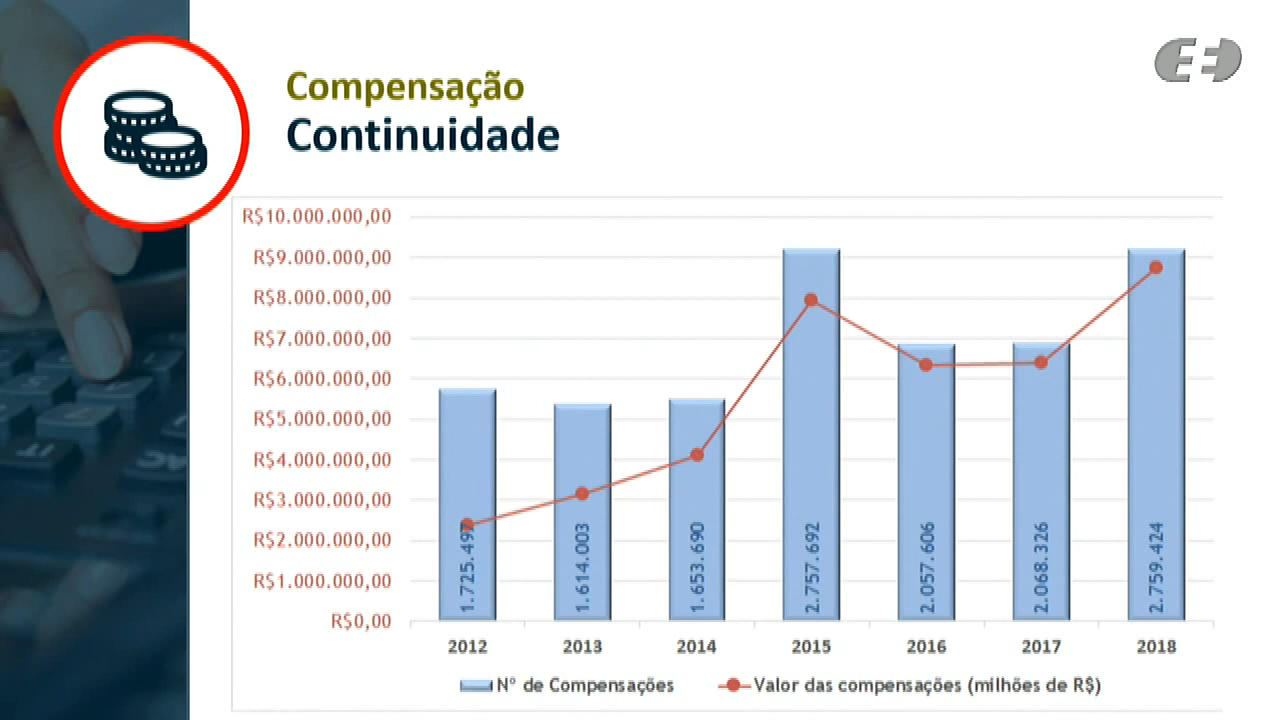 Compensação
Continuidade
R$10.000.000,00
R$9.000.000,00
R$8.000.000,00
R$7.000.000,00
R$6.000.000,00
R$5.000.000,00
R$4.000.000,00
R$3.000.000,00
R$2.000.000,00
R$1.000.000,00
R$0,00
1.725.497
1.614.003
1.653.690
2.757.692
2.057.606
2.068.326
2.759.424
2012 2013 2014 2015 2016 2017 2018
Nº de Compensações Valor das compensações (milhões de R$)